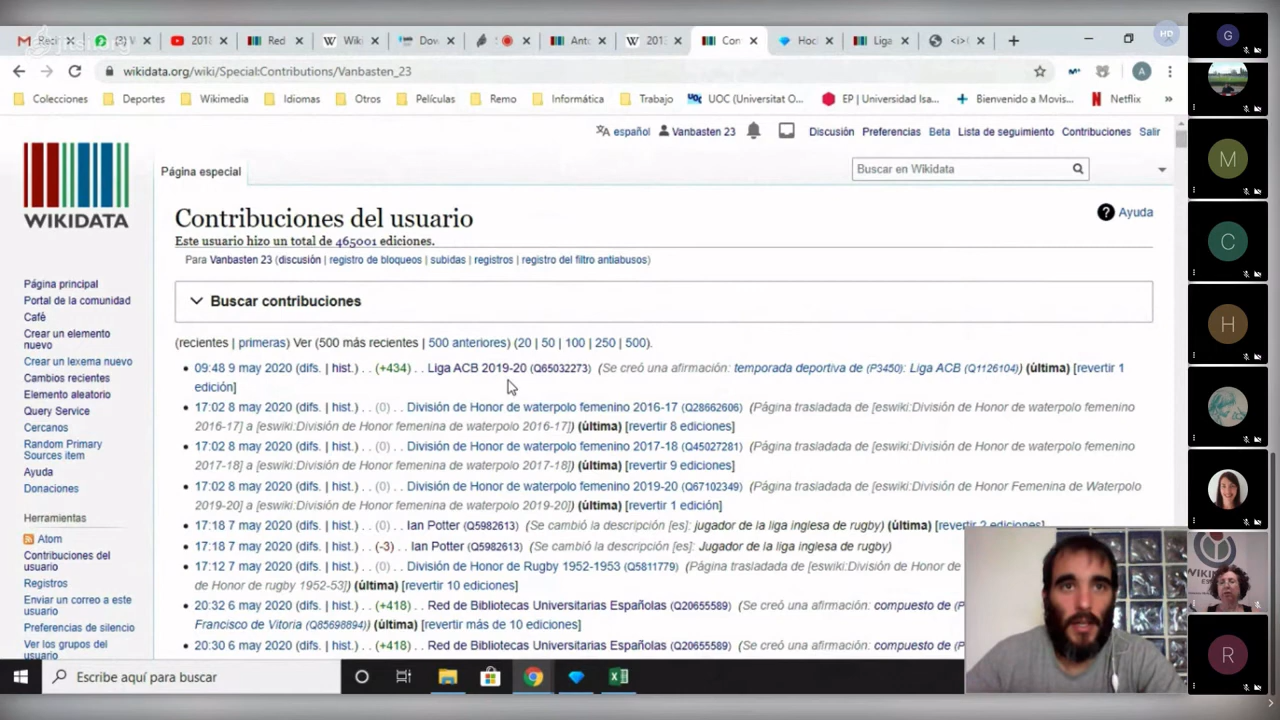 Red
Wiki
Dov
Liga
wikidata.org/wiki/Special:Contributions/Vanbasten_23
A
Colecciones
Deportes
Wikimedia
Idiomas
Otros
Películas
Remo
Informática
Trabajo
UOC (Universitat O...
EP | Universidad Isa...
Bienvenido a Movis...
Netflix
»
español
Vanbasten 23
Discusión
Preferencias
Beta
Lista de seguimiento
Contribuciones
Salir
WIKIDATA
Página especial
Buscar en Wikidata
Contribuciones del usuario
Ayuda
Este usuario hizo un total de 465001 ediciones.
Para Vanbasten 23 (discusión | registro de bloqueos | subidas | registros | registro del filtro antiabusos)
Buscar contribuciones
(recientes | primeras) Ver (500 más recientes | 500 anteriores) (20 | 50 | 100 | 250 | 500).
09:48 9 may 2020 (difs. | hist.) . . (+434) . . Liga ACB 2019-20 (Q65032273) (Se creó una afirmación: temporada deportiva de (P3450): Liga ACB (Q1126104)) (última) [revertir 1
edición]
17:02 8 may 2020 (difs. | hist.) . . (0) . . División de Honor de waterpolo femenino 2016-17 (Q28662606) (Página trasladada de [eswiki:División de Honor de waterpolo femenino
2016-17] a [eswiki:División de Honor femenina de waterpolo 2016-17]) (última) [revertir 8 ediciones]
17:02 8 may 2020 (difs. | hist.) . . (0) . . División de Honor de waterpolo femenino 2017-18 (Q45027281) (Página trasladada de [eswiki:División de Honor de waterpolo femenino
2017-18] a [eswiki:División de Honor femenina de waterpolo 2017-18]) (última) [revertir 9 ediciones]
17:02 8 may 2020 (difs. | hist.) . . (0) . . División de Honor de waterpolo femenino 2019-20 (Q67102349) (Página trasladada de [eswiki:División de Honor Femenina de Waterpolo
2019-20] a [eswiki:División de Honor femenina de waterpolo 2019-20]) (última) [revertir 1 edición]
17:18 7 may 2020 (difs. | hist.) . . (0) . . Ian Potter (Q5982613) (Se cambió la descripción [es]: jugador de la liga inglesa de rugby) (última) [revertir 2 ediciones]
17:18 7 may 2020 (difs. | hist.) . . (-3) . . Ian Potter (Q5982613) (Se cambió la descripción [es]: Jugador de la liga inglesa de rugby)
17:12 7 may 2020 (difs. | hist.) . . (0) . . División de Honor de Rugby 1952-1953 (Q5811779) (Página trasladada de [eswiki:División de
de Honor de rugby 1952-53]) (última) [revertir 10 ediciones]
20:32 6 may 2020 (difs. | hist.) . . (+418) . . Red de Bibliotecas Universitarias Españolas (Q20655589) (Se creó una afirmación: compuesto de (P
Francisco de Vitoria (Q85698894)) (última) [revertir más de 10 ediciones]
20:30 6 may 2020 (difs. | hist.) . . (+418) . . Red de Bibliotecas Universitarias Españolas (Q20655589) (Se creó una afirmación: compuesto de (P
Página principal
Portal de la comunidad
Café
Crear un elemento
nuevo
Crear un lexema nuevo
Cambios recientes
Elemento aleatorio
Query Service
Cercanos
Random Primary
Sources item
Ayuda
Donaciones
Herramientas
Atom
Contribuciones del
usuario
Registros
Enviar un correo a este
usuario
Preferencias de silencio
Ver los grupos del
usuario
Escribe aquí para buscar
HD
G
M
C
H
R